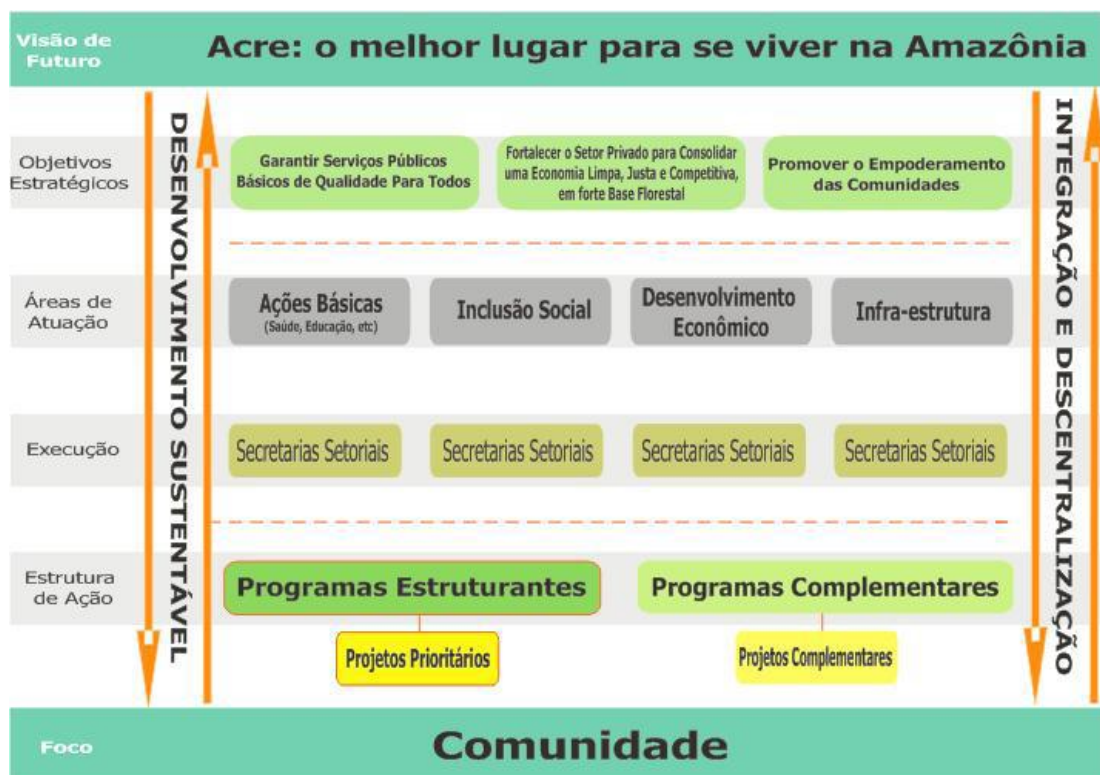 Visão de
Futuro
Acre: o melhor lugar para se viver na Amazônia
DESENVOLVIMENTO SUSTENTÁVEL
INTEGRAÇÃO E DESCENTRALIZAÇÃO
Objetivos
Estratégicos
Garantir Serviços Públicos
Básicos de Qualidade Para Todos
Fortalecer o Setor Privado para Consolidar
uma Economia Limpa, Justa e Competitiva,
em forte Base Florestal
Promover o Empoderamento
das Comunidades
Áreas de
Atuação
Ações Básicas
(Saúde, Educação, etc)
Inclusão Social
Desenvolvimento
Econômico
Infra-estrutura
Execução
Secretarias Setoriais
Secretarias Setoriais
Secretarias Setoriais
Secretarias Setoriais
Estrutura
de Ação
Programas Estruturantes
Programas Complementares
Projetos Prioritários
Projetos Complementares
Foco
Comunidade